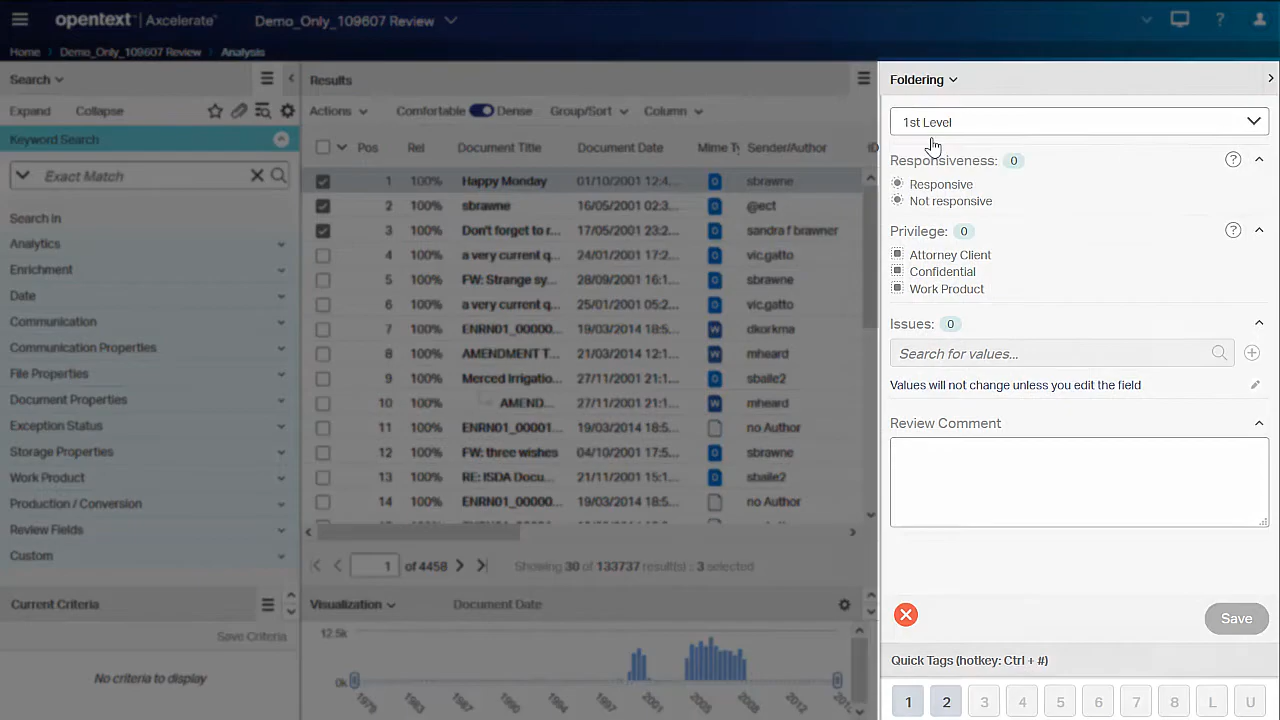 opentext™ | Axcelerate™ Demo_Only_109607 Review
Home > Demo_Only_109607 Review > Analysis
Search
Expand Collapse
Keyword Search
Exact Match
Search in
Analytics
Enrichment
Date
Communication
Communication Properties
File Properties
Document Properties
Exception Status
Storage Properties
Work Product
Production / Conversion
Review Fields
Custom
Current Criteria
Save Criteria
No criteria to display
Results
Actions Comfortable Dense Group/Sort Column
Pos Rel Document Title Document Date Mime Ty Sender/Author
1 100% Happy Monday 01/10/2001 12:4... sbrawne
2 100% sbrawne 16/05/2001 02:3... @ect
3 100% Don't forget to r... 17/05/2001 23:2... sandra f brawner
4 100% a very current q... 24/01/2001 17:2... vic.gatto
5 100% FW: Strange sy... 28/09/2001 16:1... sbrawne
6 100% a very current q... 25/01/2001 05:2... vic.gatto
7 100% ENRN01_00000... 19/03/2014 18:5... dkorkma
8 100% AMENDMENT T... 21/03/2014 12:1... mheard
9 100% Merced Irrigatio... 27/11/2001 21:1... sbaile2
10 100% AMEND... 27/11/2001 21:1... mheard
11 100% ENRN01_00001... 19/03/2014 18:5... no Author
12 100% FW: three wishes 04/10/2001 17:5... sbrawne
13 100% RE: ISDA Docu... 21/11/2001 15:1... sbaile2
14 100% ENRN01_00000... 19/03/2014 18:5... no Author
1 of 4458 Showing 30 of 133737 result(s) : 3 selected
Visualization Document Date
12.5k
0k
1979 1985 1990 1994 1997 2001 2005 2008 2012
Foldering
1st Level
Responsiveness: 0
Responsive
Not responsive
Privilege: 0
Attorney Client
Confidential
Work Product
Issues: 0
Search for values...
Values will not change unless you edit the field
Review Comment
Save
Quick Tags (hotkey: Ctrl + #)
1 2 3 4 5 6 7 8 L U